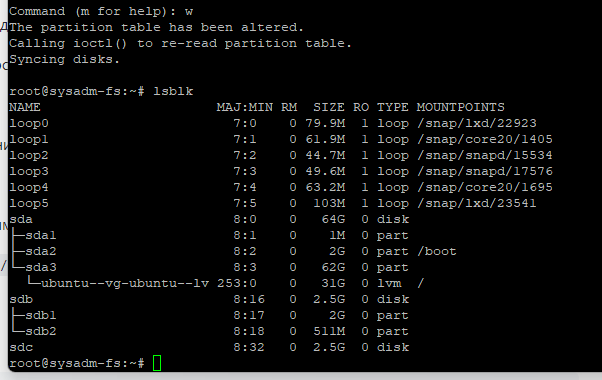 Command (m for help): w
The partition table has been altered.
Calling ioctl() to re-read partition table.
Syncing disks.
root@sysadm-fs:~# lsblk
NAME                      MAJ:MIN RM  SIZE RO TYPE MOUNTPOINTS
loop0                       7:0    0 79.9M  1 loop /snap/lxd/22923
loop1                       7:1    0 61.9M  1 loop /snap/core20/1405
loop2                       7:2    0 44.7M  1 loop /snap/snapd/15534
loop3                       7:3    0 49.6M  1 loop /snap/snapd/17576
loop4                       7:4    0 63.2M  1 loop /snap/core20/1695
loop5                       7:5    0  103M  1 loop /snap/lxd/23541
sda                         8:0    0   64G  0 disk
├─sda1                      8:1    0    1M  0 part
├─sda2                      8:2    0    2G  0 part /boot
└─sda3                      8:3    0   62G  0 part
  └─ubuntu--vg-ubuntu--lv 253:0    0   31G  0 lvm  /
sdb                         8:16   0  2.5G  0 disk
├─sdb1                      8:17   0    2G  0 part
└─sdb2                      8:18   0  511M  0 part
sdc                         8:32   0  2.5G  0 disk
root@sysadm-fs:~#